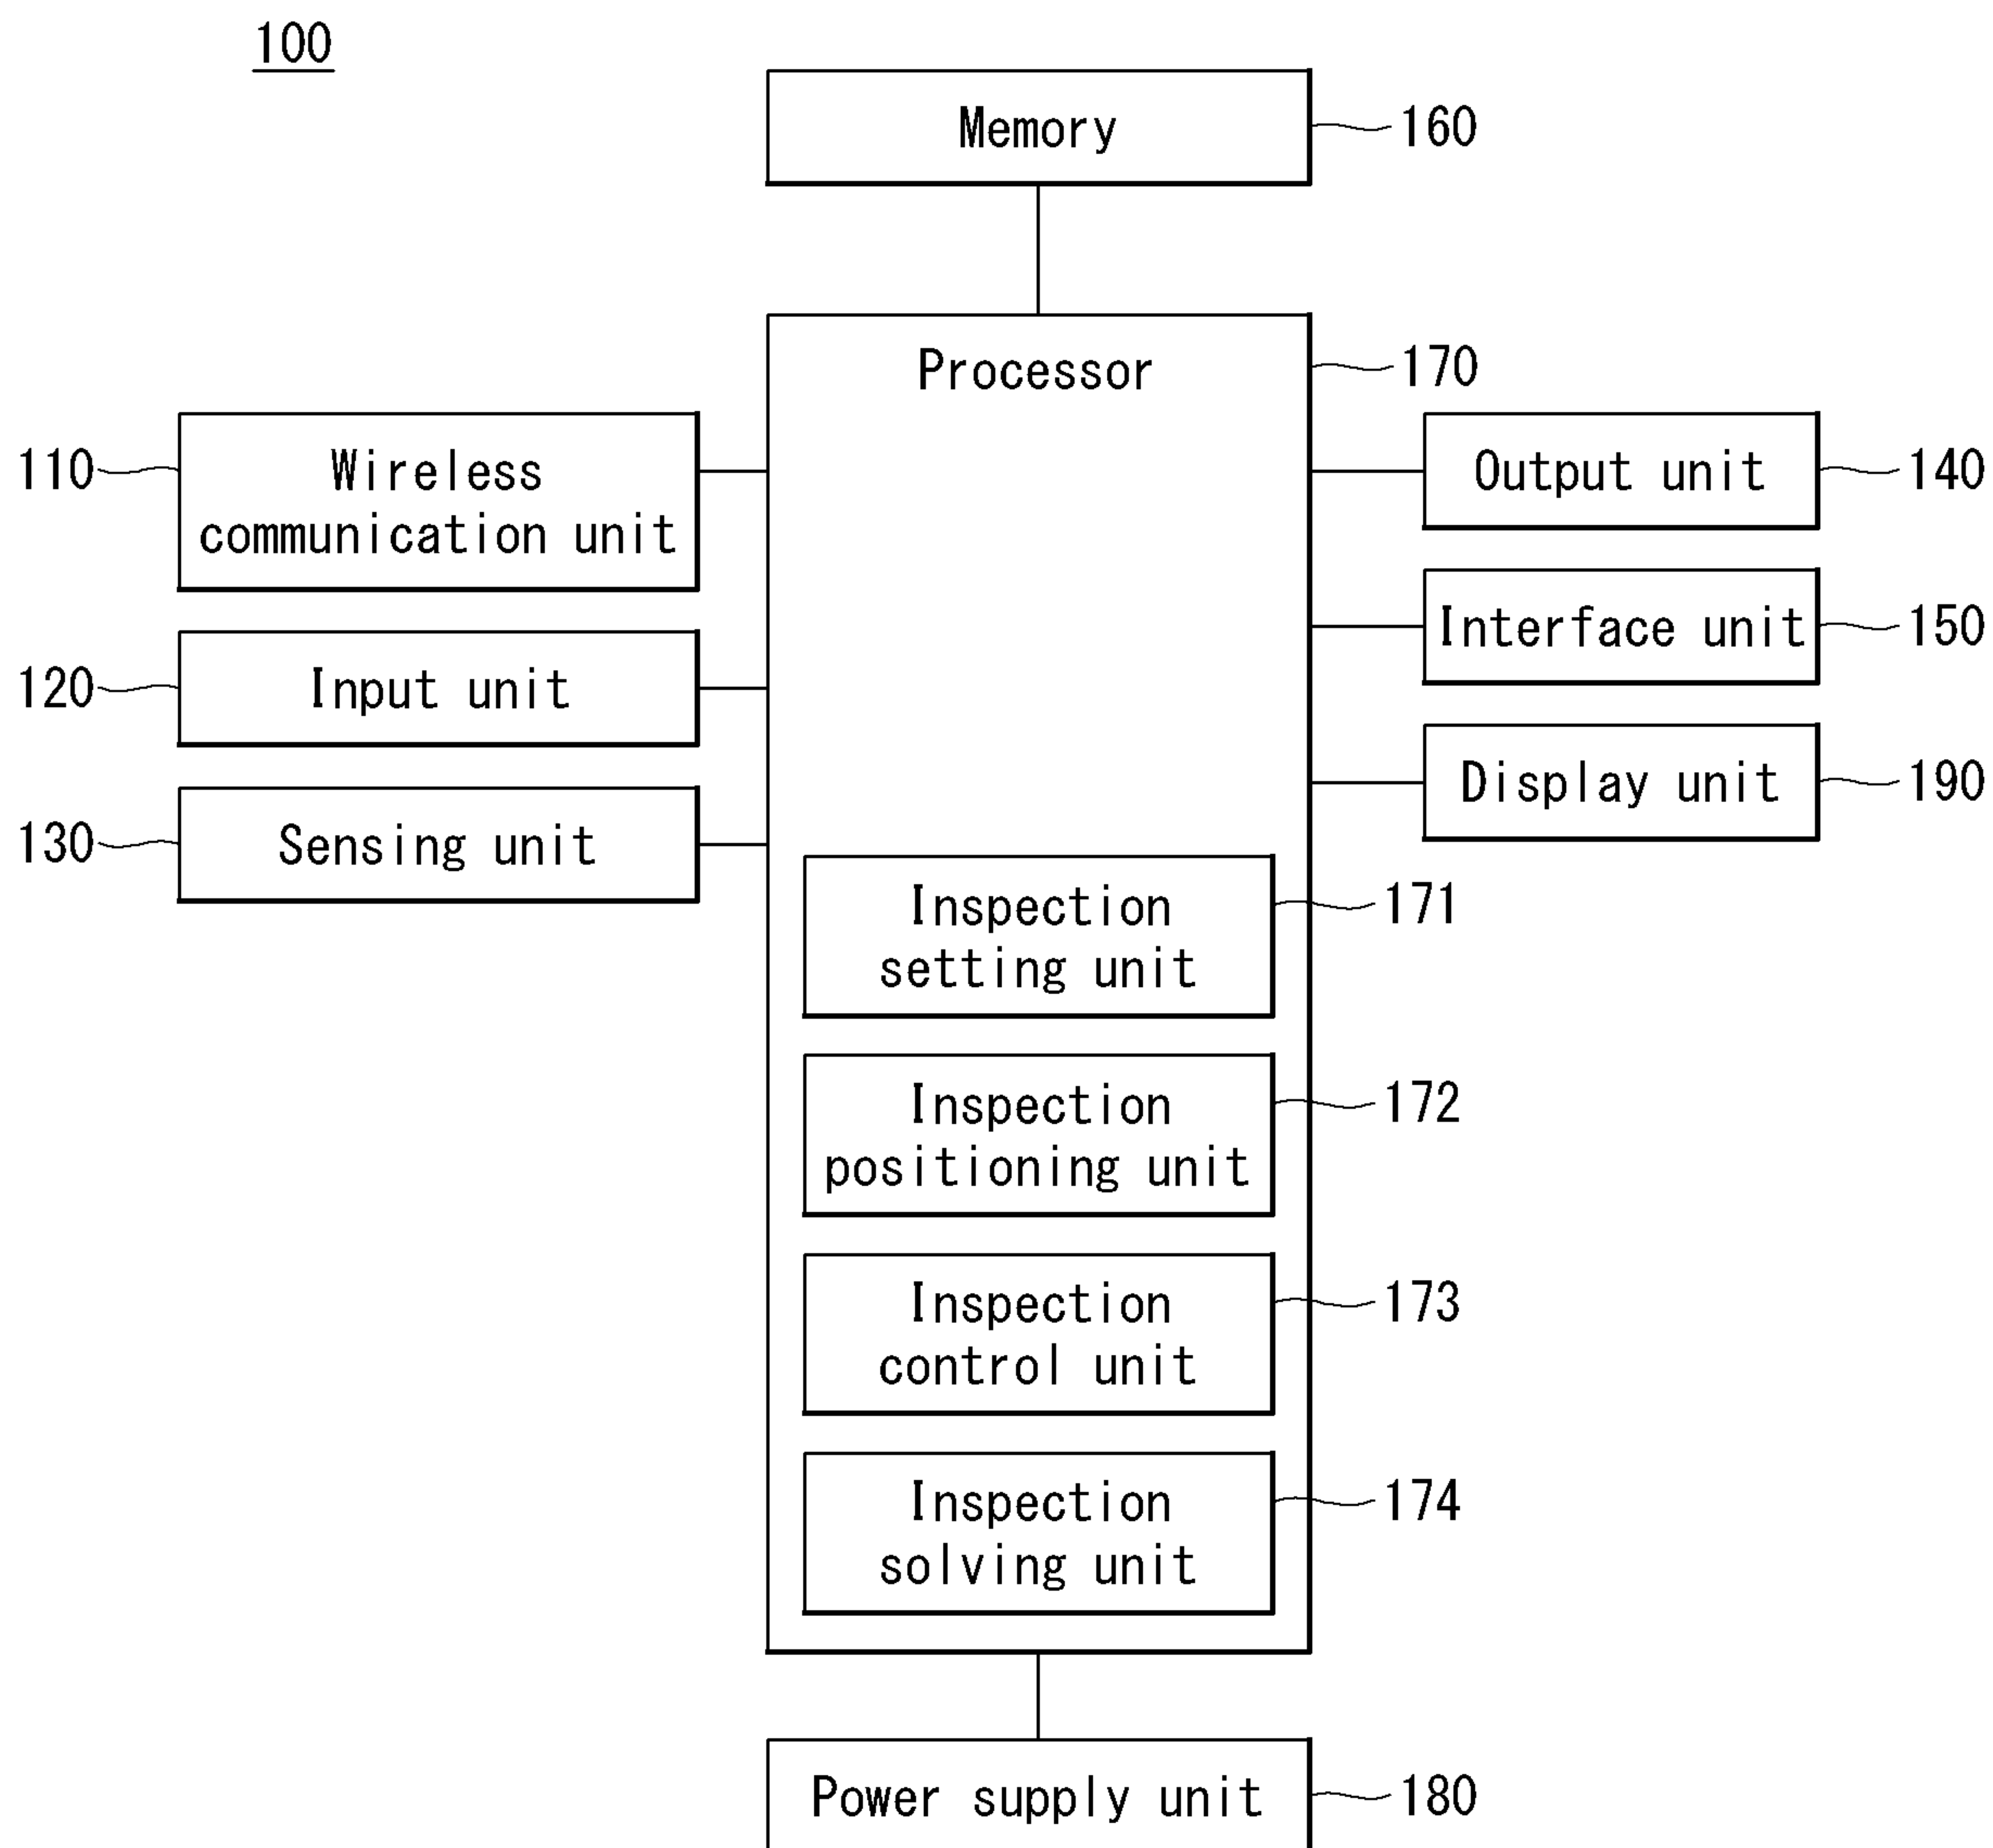 100
Memory
160
Processor
170
110
Wireless
communication unit
Output unit
140
Interface unit
150
120
Input unit
Display unit
190
130
Sensing unit
Inspection
setting unit
171
Inspection
positioning unit
172
Inspection
control unit
173
Inspection
solving unit
174
Power supply unit
180